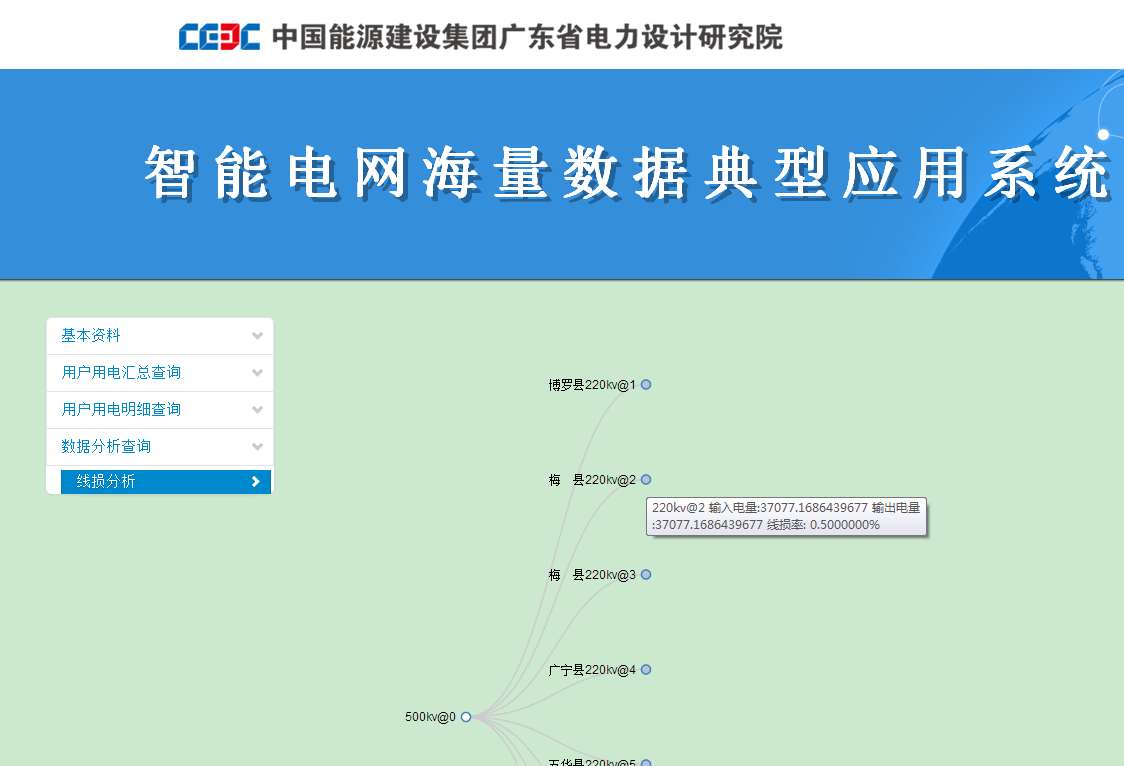 CEEC 中国能源建设集团广东省电力设计研究院
智能电网海量数据典型应用系统
基本资料
用户用电汇总查询
用户用电明细查询
数据分析查询
线损分析
博罗县220kv@1
梅 县220kv@2
220kv@2 输入电量:37077.1686439677 输出电量
:37077.1686439677 线损率: 0.5000000%
梅 县220kv@3
广宁县220kv@4
500kv@0
五华县220kv@5